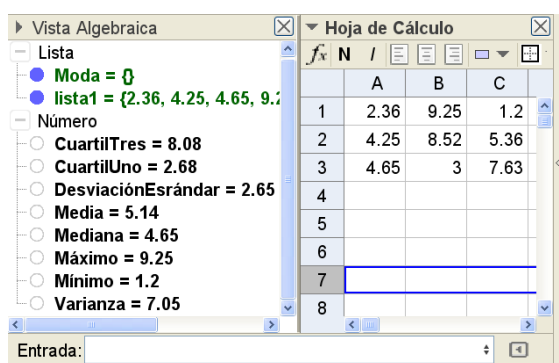 Vista Algebraica
Lista
Moda = {}
lista1 = {2.36, 4.25, 4.65, 9.2
Número
CuartilTres = 8.08
CuartilUno = 2.68
DesviaciónEsrándar = 2.65
Media = 5.14
Mediana = 4.65
Máximo = 9.25
Mínimo = 1.2
Varianza = 7.05
Hoja de Cálculo
fx N I
A B C
1 2.36 9.25 1.2
2 4.25 8.52 5.36
3 4.65 3 7.63
4
5
6
7
8
Entrada: